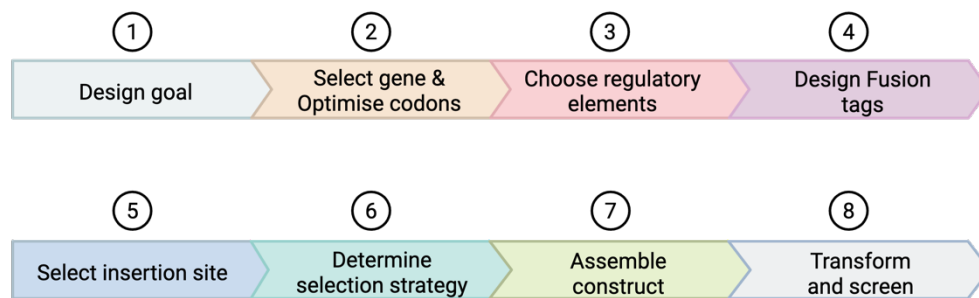 1
2
3
4
Design goal
Select gene &
Optimise codons
Choose regulatory
elements
Design Fusion
tags
5
6
7
8
Select insertion site
Determine
selection strategy
Assemble
construct
Transform
and screen